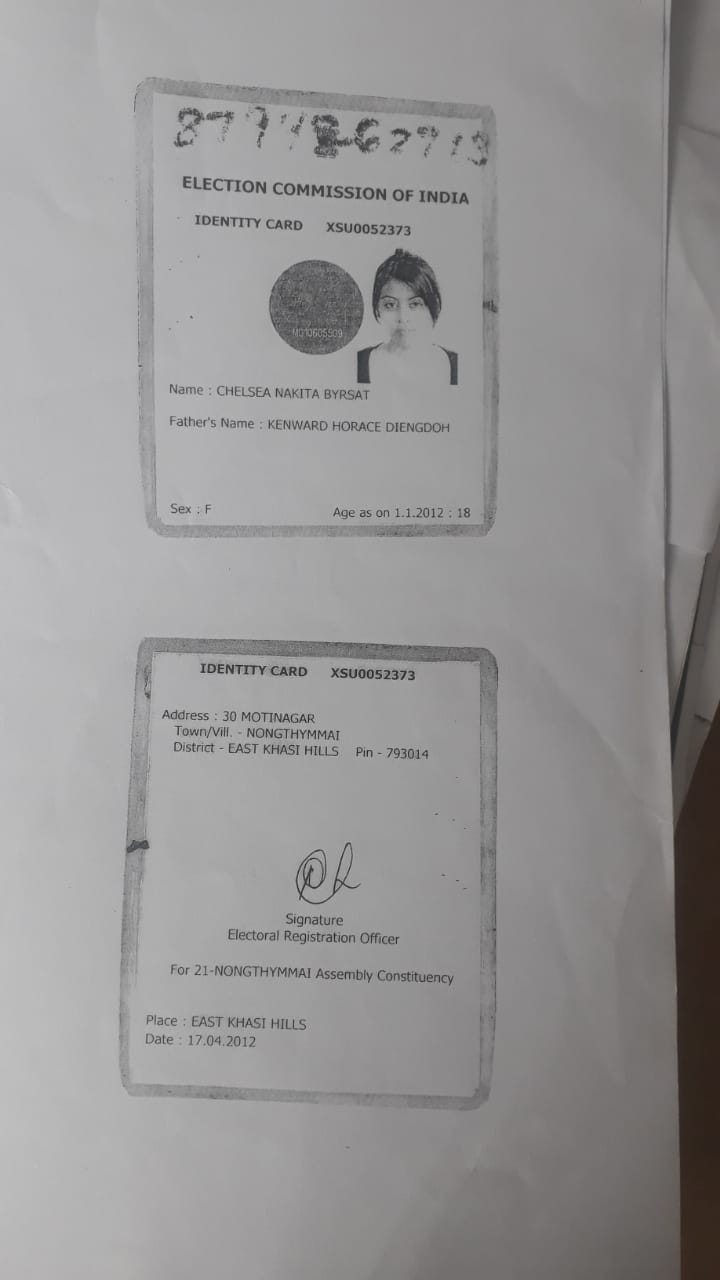 ELECTION COMMISSION OF INDIA
IDENTITY CARD XSU0052373
Name : CHELSEA NAKITA BYRSAT
Father's Name : KENWARD HORACE DIENGDOH
Sex : F Age as on 1.1.2012 : 18
IDENTITY CARD XSU0052373
Address : 30 MOTINAGAR
Town/Vill. - NONGTHYMMAI
District - EAST KHASI HILLS Pin - 793014
Signature
Electoral Registration Officer
For 21-NONGTHYMMAI Assembly Constituency
Place : EAST KHASI HILLS
Date : 17.04.2012